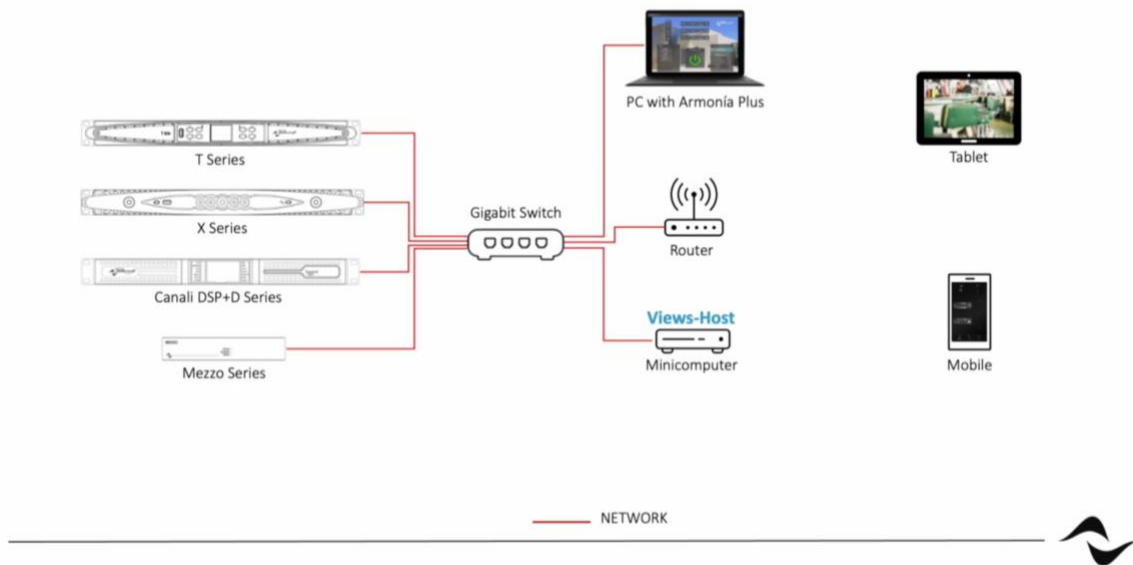 PC with Armonía Plus
Tablet
T Series
X Series
Gigabit Switch
Router
Canali DSP+D Series
Views-Host
Minicomputer
Mezzo Series
Mobile
NETWORK